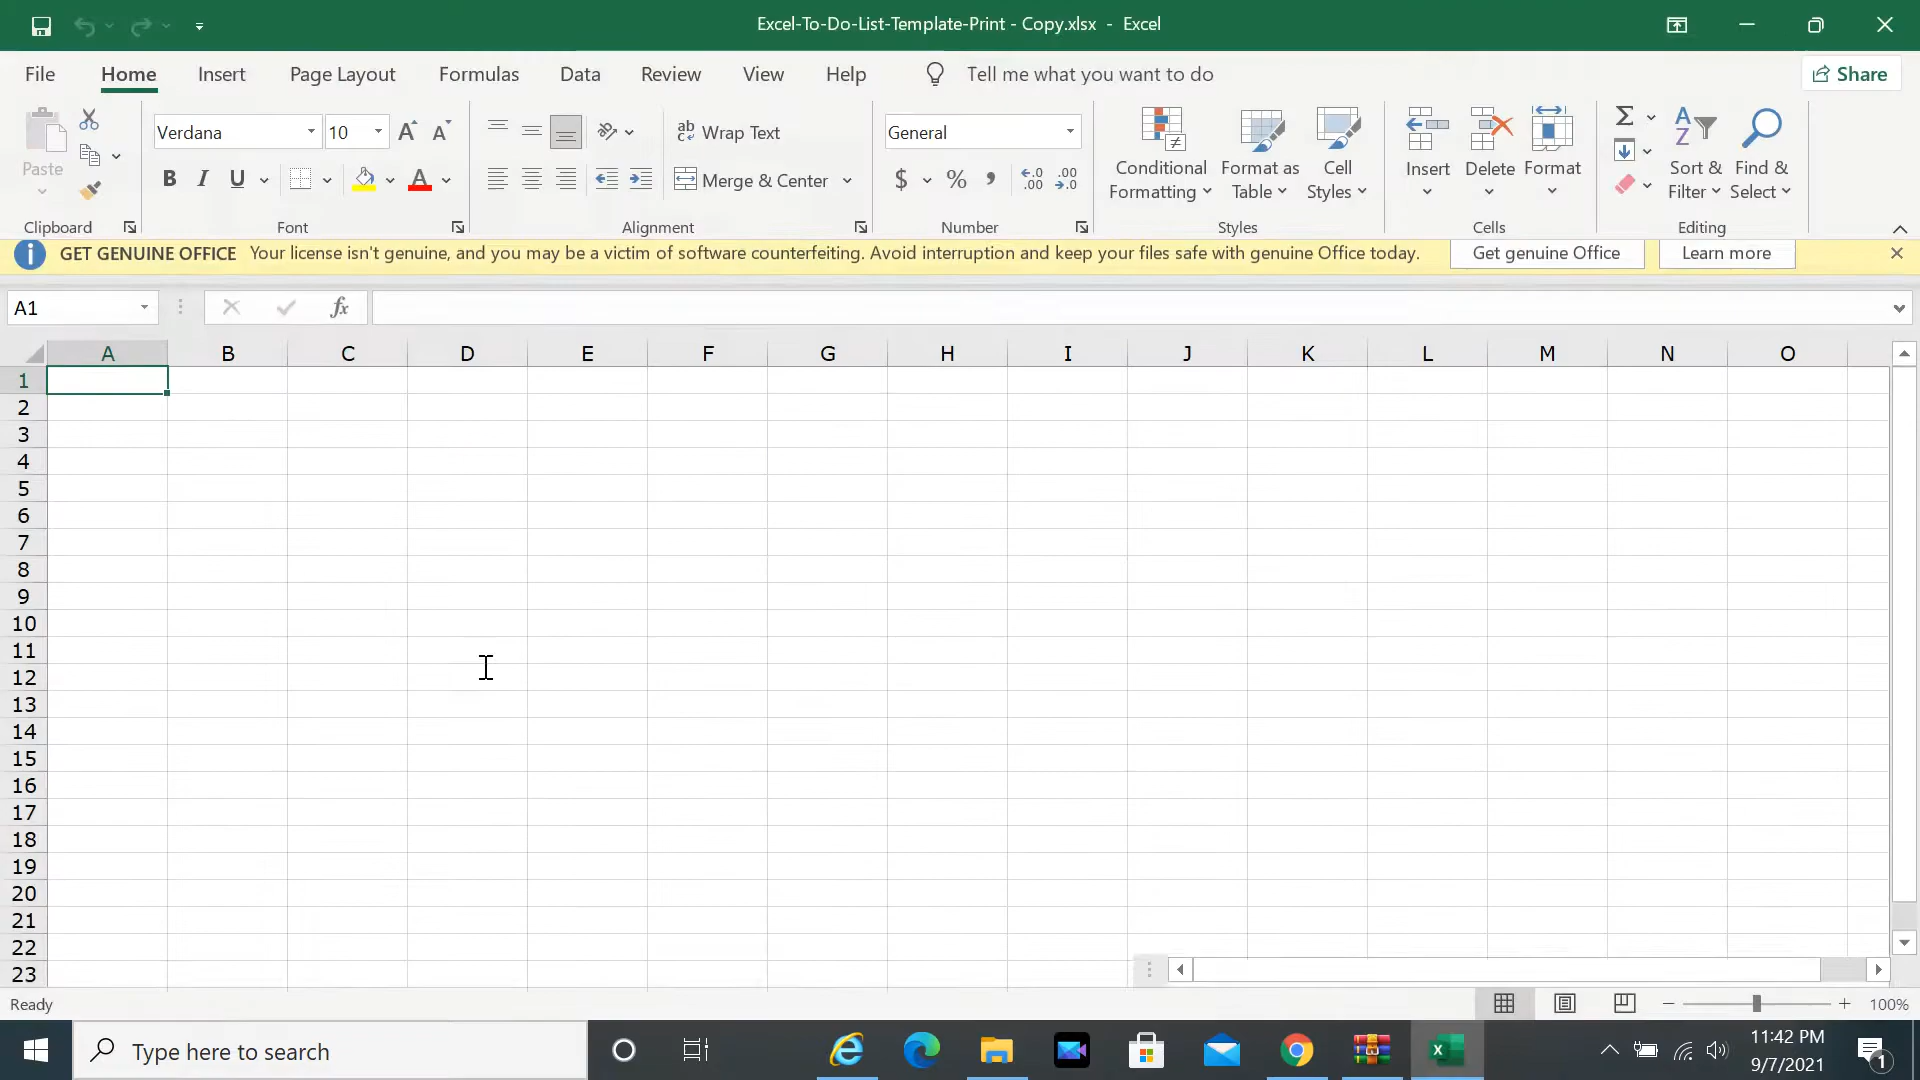 Excel-To-Do-List-Template-Print - Copy.xlsx - Excel
File Home Insert Page Layout Formulas Data Review View Help Tell me what you want to do Share
Paste
Clipboard
Verdana 10
B I U A
Font
ab Wrap Text
Merge & Center
Alignment
General
$ % , .00 .00
Number
Conditional Formatting
Format as Table
Cell Styles
Styles
Insert Delete Format
Cells
Sort & Filter
Find & Select
Editing
GET GENUINE OFFICE Your license isn't genuine, and you may be a victim of software counterfeiting. Avoid interruption and keep your files safe with genuine Office today. Get genuine Office Learn more
A1 fx
A B C D E F G H I J K L M N O
1
2
3
4
5
6
7
8
9
10
11
12
13
14
15
16
17
18
19
20
21
22
23
Ready 100%
Type here to search
11:42 PM
9/7/2021
1